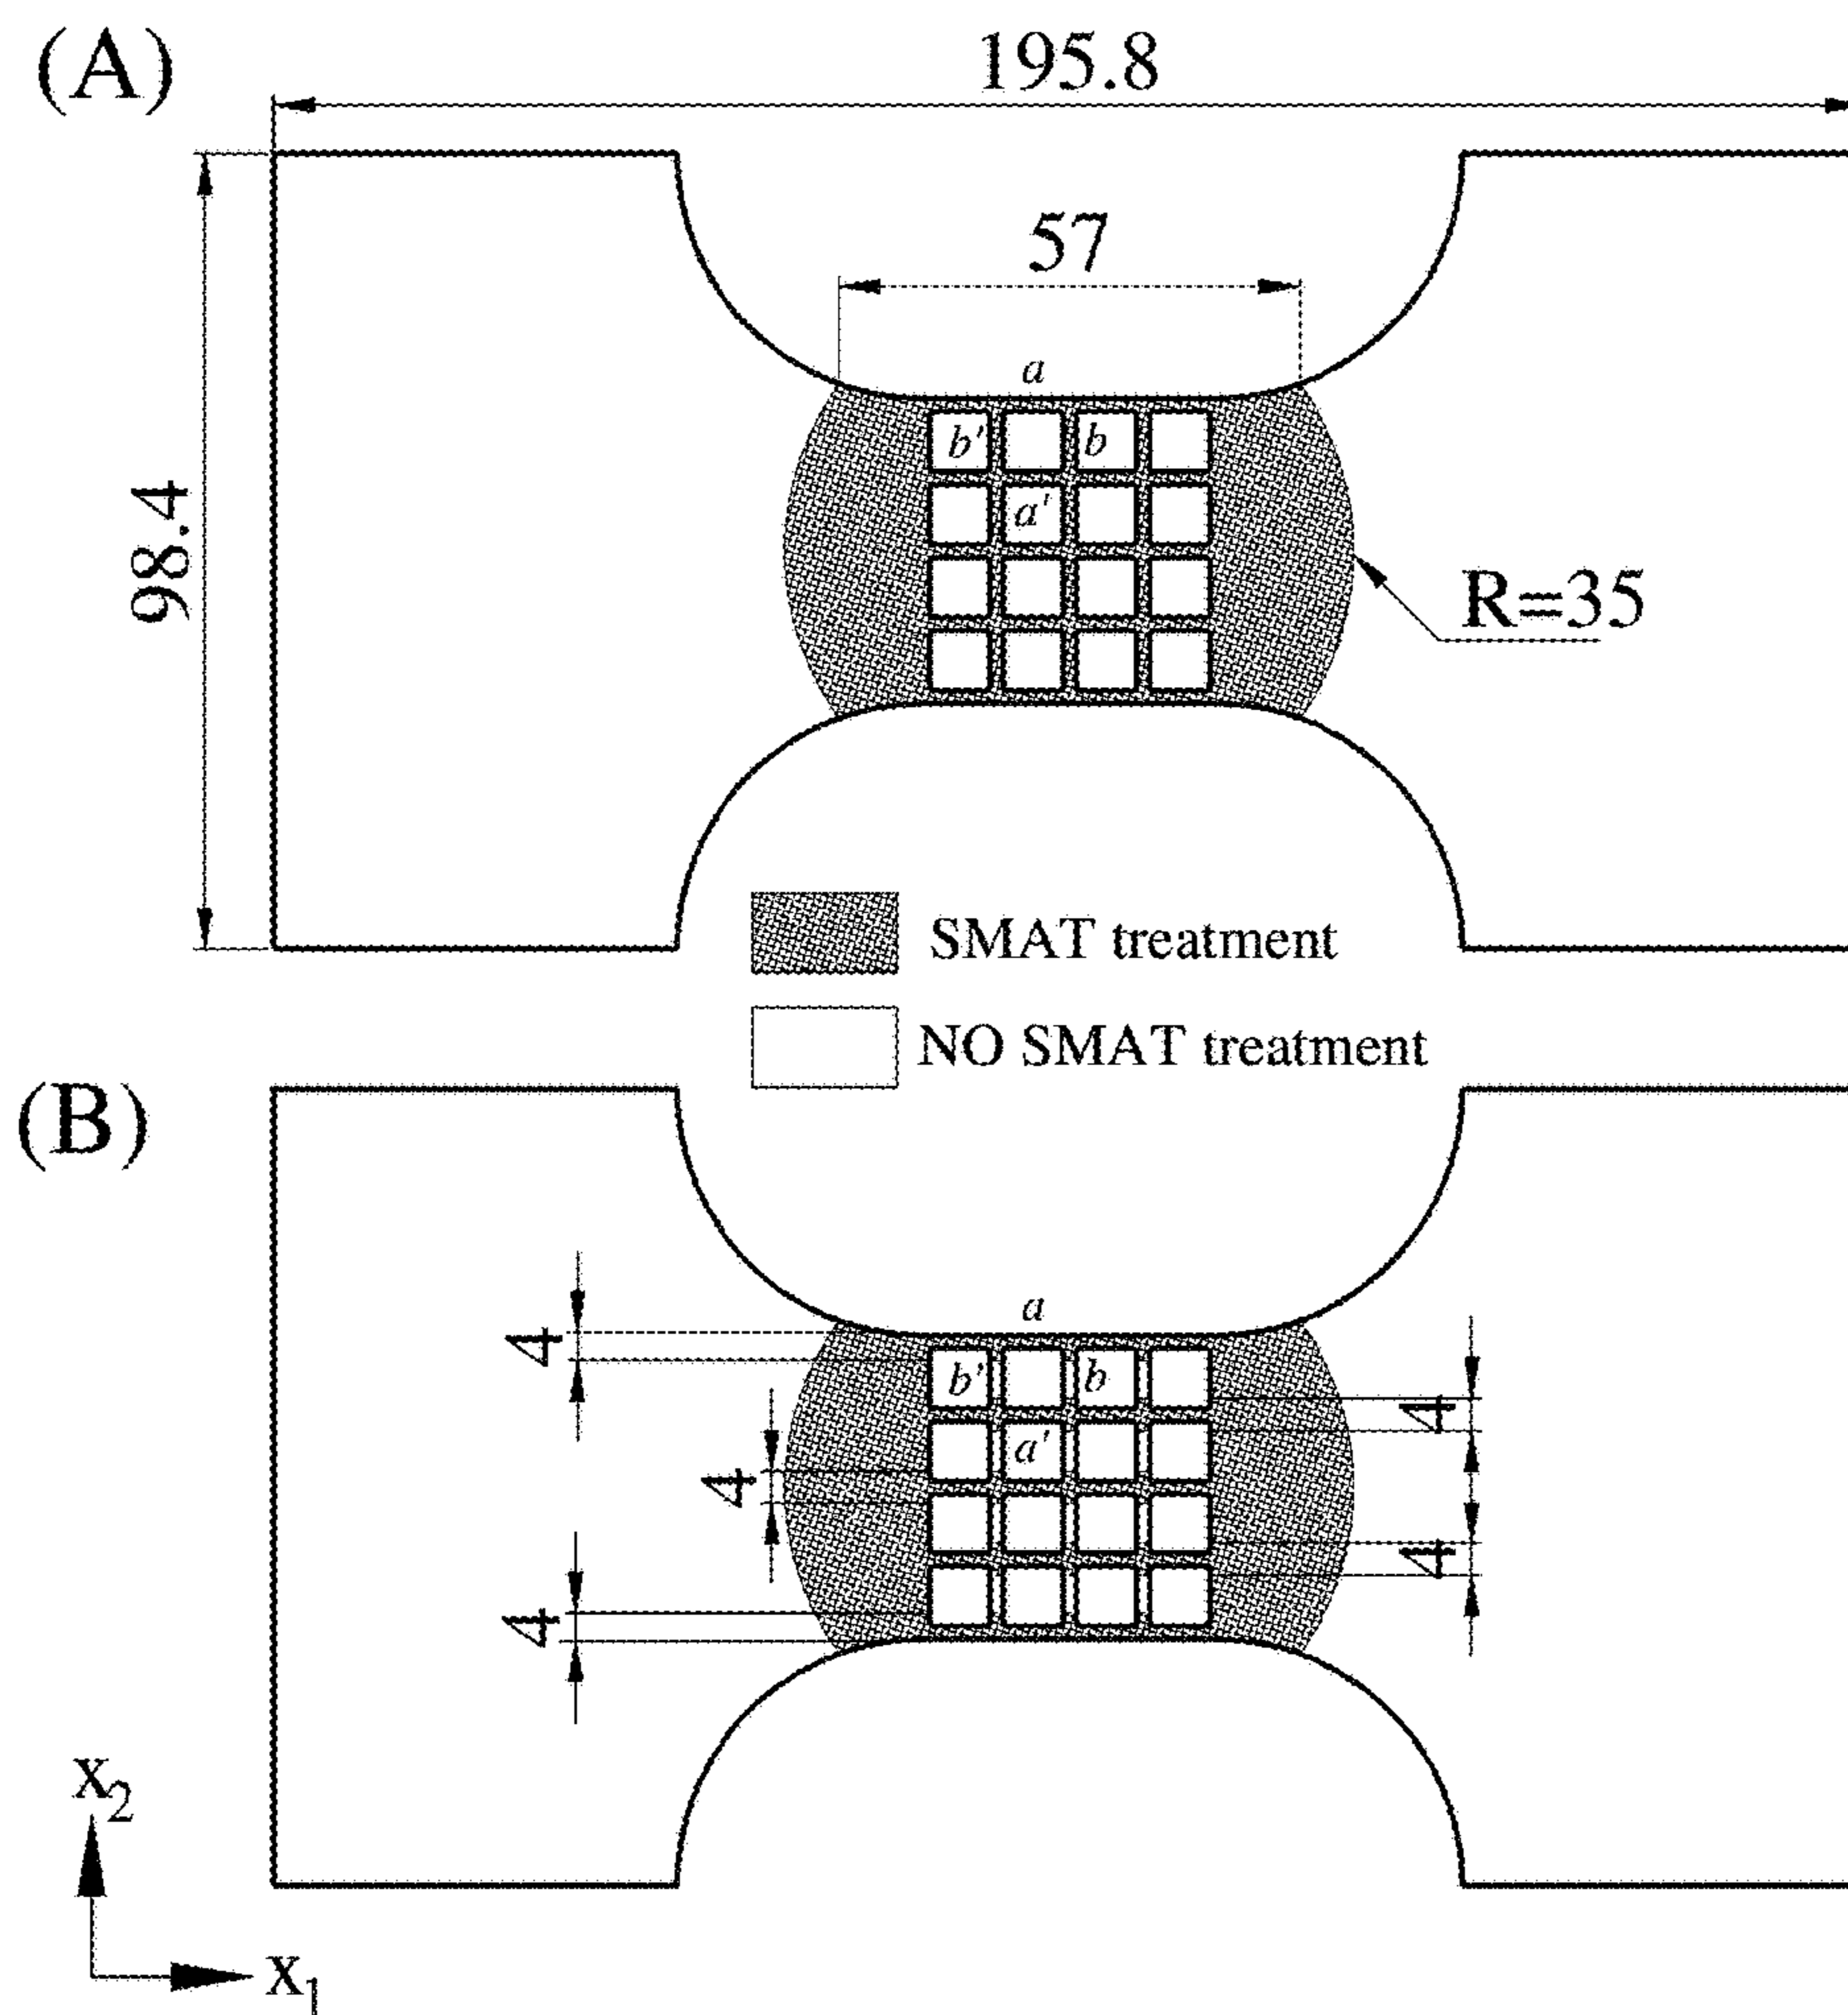 (A)
195.8
57
a
b' b
a'
98.4
R=35
SMAT treatment
NO SMAT treatment
(B)
a
4
b' b
4
a'
4
4
4
x2
x1